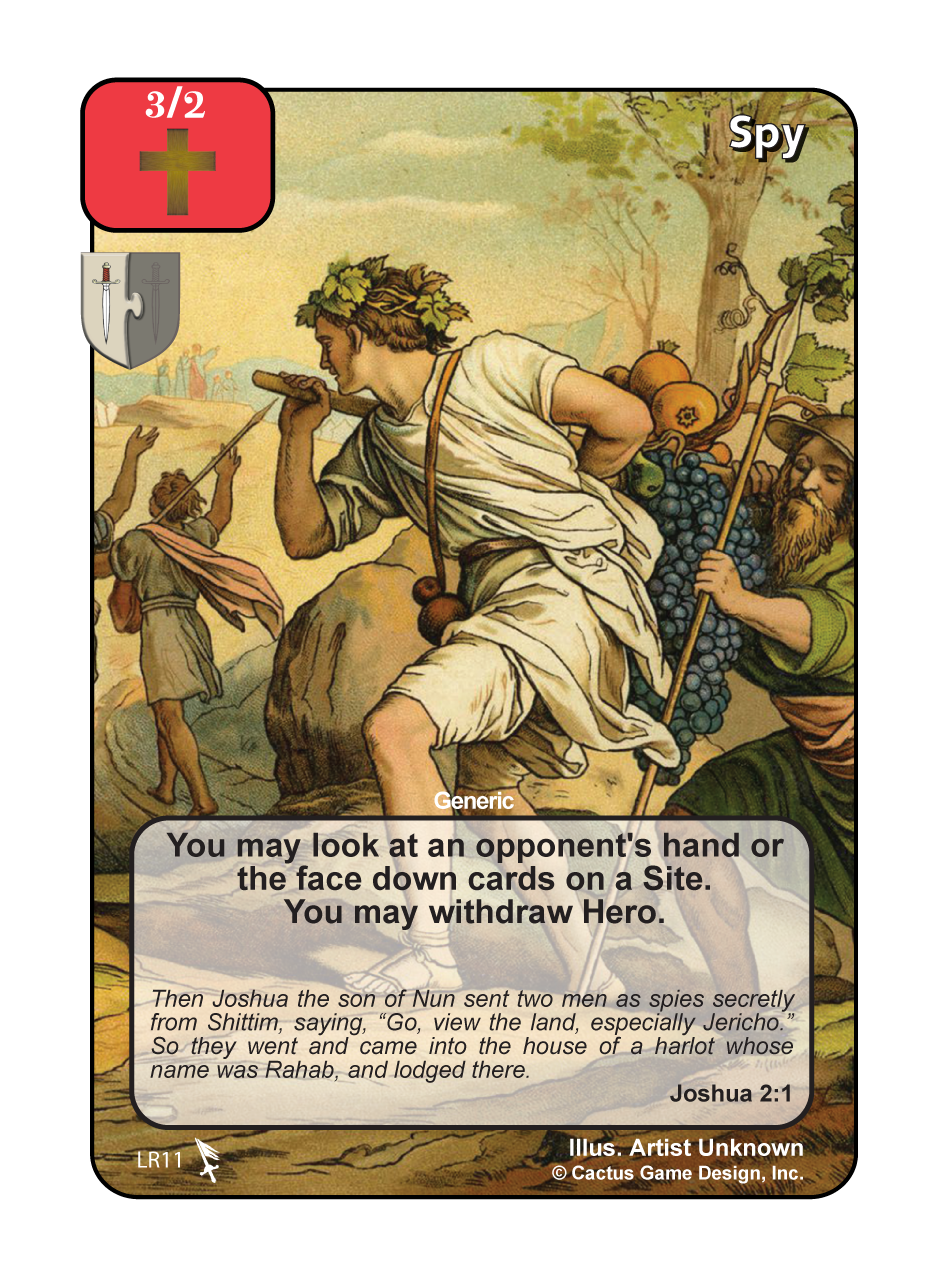 3/2
Spy
Generic
You may look at an opponent's hand or
the face down cards on a Site.
You may withdraw Hero.
Then Joshua the son of Nun sent two men as spies secretly
from Shittim, saying, “Go, view the land, especially Jericho.”
So they went and came into the house of a harlot whose
name was Rahab, and lodged there.
Joshua 2:1
LR11
Illus. Artist Unknown
© Cactus Game Design, Inc.